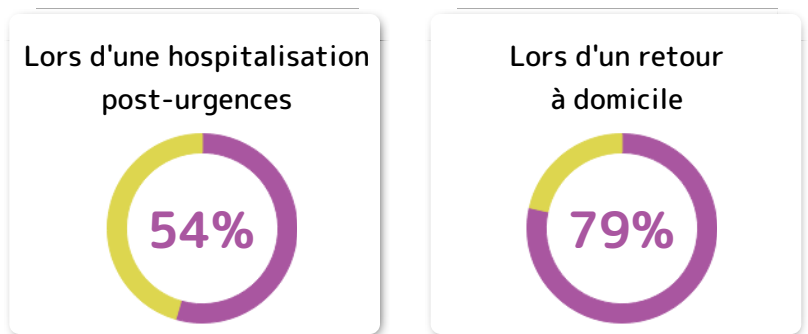 Lors d'une hospitalisation
post-urgences
54%
Lors d'un retour
à domicile
79%